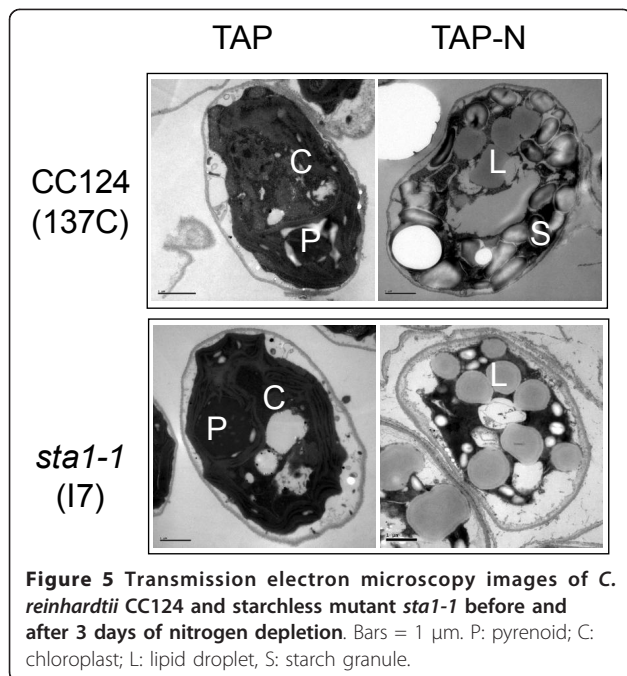 TAP TAP-N
CC124
(137C)
C
P
L
S
sta1-1
(I7)
P
C
L
Figure 5 Transmission electron microscopy images of C.
reinhardtii CC124 and starchless mutant sta1-1 before and
after 3 days of nitrogen depletion. Bars = 1 μm. P: pyrenoid; C:
chloroplast; L: lipid droplet, S: starch granule.